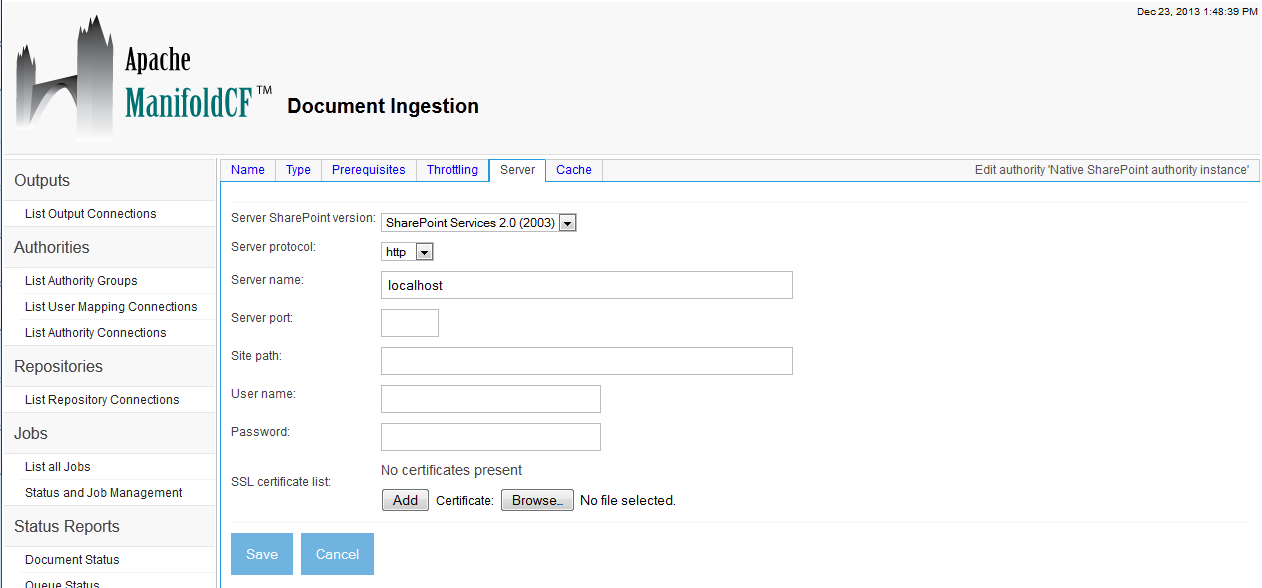 Dec 23, 2013 1:48:39 PM
Apache
ManifoldCF™ Document Ingestion
Outputs
List Output Connections
Authorities
List Authority Groups
List User Mapping Connections
List Authority Connections
Repositories
List Repository Connections
Jobs
List all Jobs
Status and Job Management
Status Reports
Document Status
Queue Status
Name Type Prerequisites Throttling Server Cache Edit authority 'Native SharePoint authority instance'
Server SharePoint version: SharePoint Services 2.0 (2003)
Server protocol: http
Server name: localhost
Server port:
Site path:
User name:
Password:
SSL certificate list: No certificates present
Add Certificate: Browse... No file selected.
Save Cancel